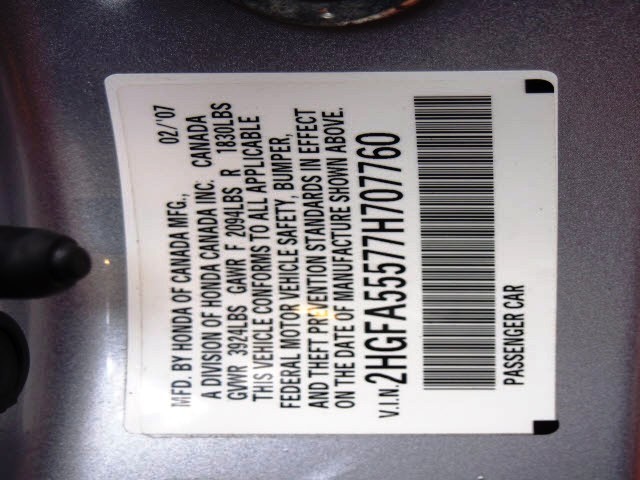 MFD. BY HONDA OF CANADA MFG., 02/'07
A DIVISION OF HONDA CANADA INC. CANADA
GVWR 3924LBS GAWR F 2094LBS R 1830LBS
THIS VEHICLE CONFORMS TO ALL APPLICABLE
FEDERAL MOTOR VEHICLE SAFETY, BUMPER,
AND THEFT PREVENTION STANDARDS IN EFFECT
ON THE DATE OF MANUFACTURE SHOWN ABOVE.
V.I.N. 2HGFA55577H707760
PASSENGER CAR